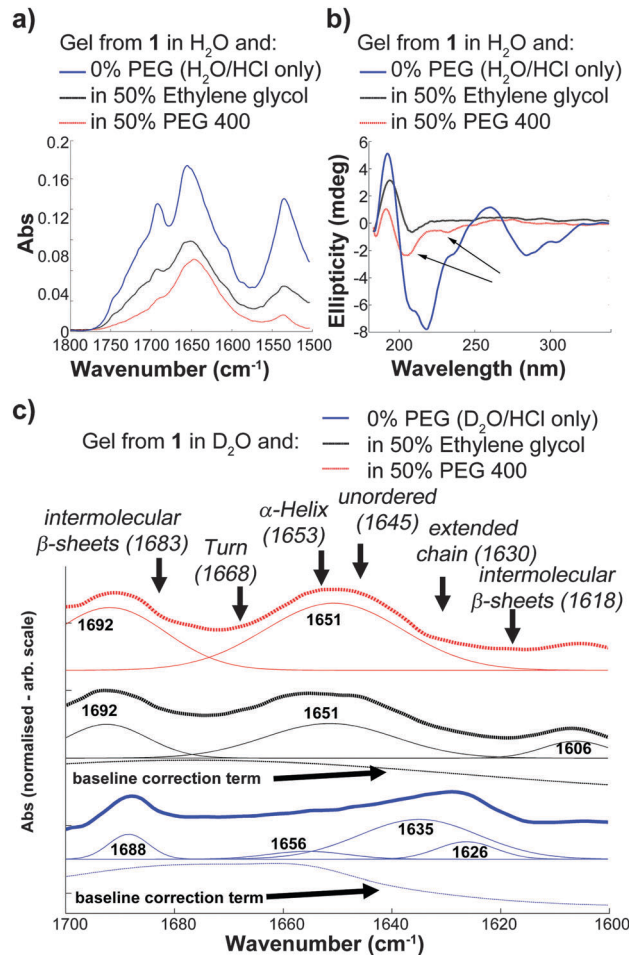 a)
Gel from 1 in H₂O and:
0% PEG (H₂O/HCl only)
in 50% Ethylene glycol
in 50% PEG 400
0.2
0.16
0.12
0.08
0.04
0
Abs
1800 1750 1700 1650 1600 1550 1500
Wavenumber (cm⁻¹)
b)
Gel from 1 in H₂O and:
0% PEG (H₂O/HCl only)
in 50% Ethylene glycol
in 50% PEG 400
6
4
2
0
-2
-4
-6
-8
Ellipticity (mdeg)
200 250 300
Wavelength (nm)
c)
Gel from 1 in D₂O and:
0% PEG (D₂O/HCl only)
in 50% Ethylene glycol
in 50% PEG 400
intermolecular
β-sheets (1683)
Turn
(1668)
α-Helix
(1653)
unordered
(1645)
extended
chain (1630)
intermolecular
β-sheets (1618)
1692
1651
1692
1651
1606
baseline correction term
1688
1656
1635
1626
baseline correction term
Abs (normalised - arb. scale)
1700 1680 1660 1640 1620 1600
Wavenumber (cm⁻¹)